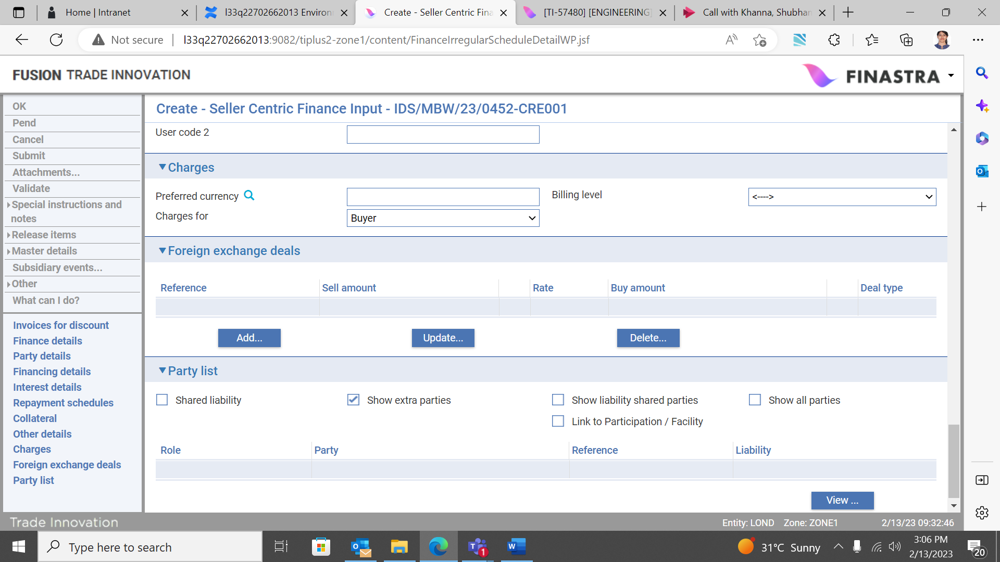 Home | Intranet
l33q22702662013 Environ
Create - Seller Centric Fina
[TI-57480] [ENGINEERING]
Call with Khanna, Shubhan
Not secure
l33q22702662013:9082/tiplus2-zone1/content/FinanceIrregularScheduleDetailWP.jsf
FUSION TRADE INNOVATION
FINASTRA
OK
Pend
Cancel
Submit
Attachments...
Validate
Special instructions and
notes
Release items
Master details
Subsidiary events...
Other
What can I do?
Invoices for discount
Finance details
Party details
Financing details
Interest details
Repayment schedules
Collateral
Other details
Charges
Foreign exchange deals
Party list
Create - Seller Centric Finance Input - IDS/MBW/23/0452-CRE001
User code 2
Charges
Preferred currency
Billing level
<---->
Charges for
Buyer
Foreign exchange deals
Reference Sell amount Rate Buy amount Deal type
Add... Update... Delete...
Party list
Shared liability
Show extra parties
Show liability shared parties
Show all parties
Link to Participation / Facility
Role Party Reference Liability
View ...
Trade Innovation
Entity: LOND Zone: ZONE1 2/13/23 09:32:46
Type here to search
1
31°C Sunny
3:06 PM
2/13/2023
20